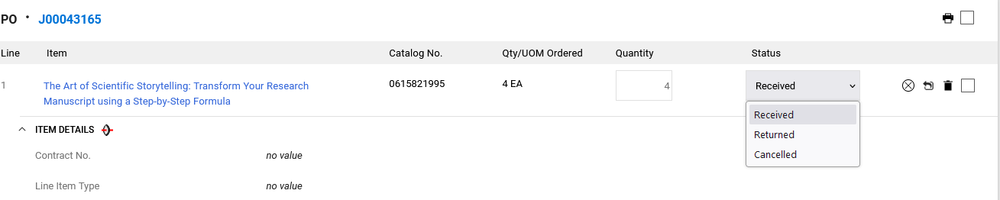 PO • J00043165
Line Item Catalog No. Qty/UOM Ordered Quantity Status
1 The Art of Scientific Storytelling: Transform Your Research 0615821995 4 EA 4 Received
Manuscript using a Step-by-Step Formula
Received
Returned
Cancelled
ITEM DETAILS
Contract No. no value
Line Item Type no value